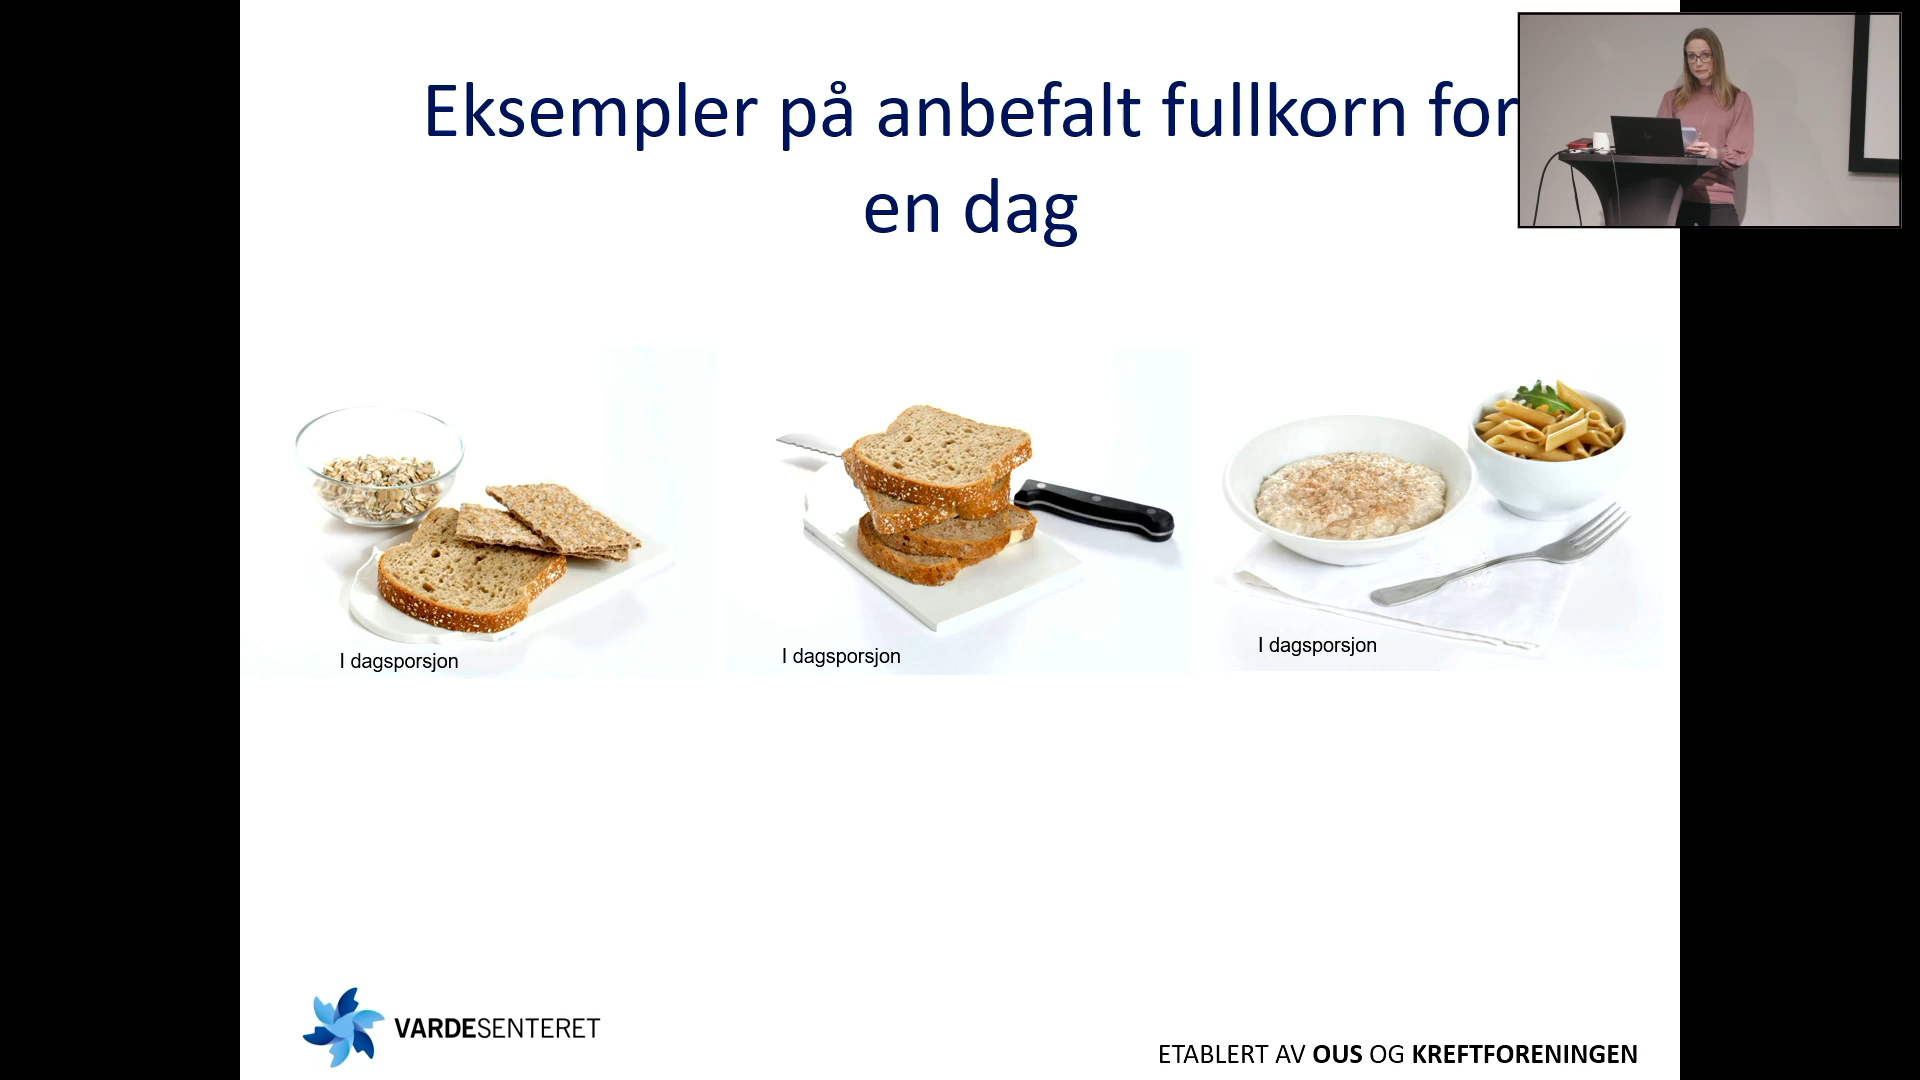 Eksempler på anbefalt fullkorn for
en dag
I dagsporsjon
I dagsporsjon
I dagsporsjon
VARDESENTERET
ETABLERT AV OUS OG KREFTFORENINGEN